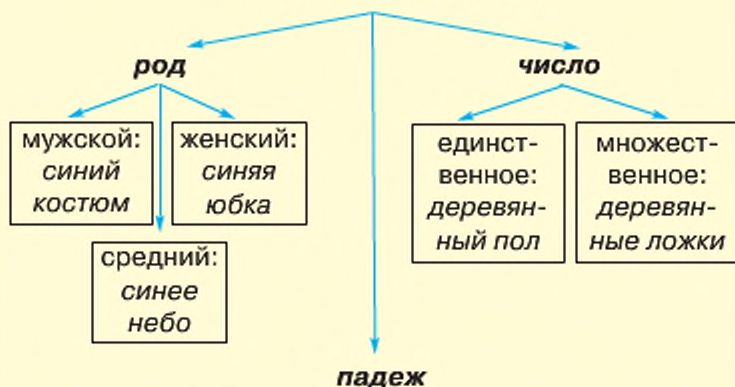 род
число
мужской:
синий
костюм
женский:
синяя
юбка
средний:
синее
небо
единст-
венное:
деревян-
ный пол
множест-
венное:
деревян-
ные ложки
падеж